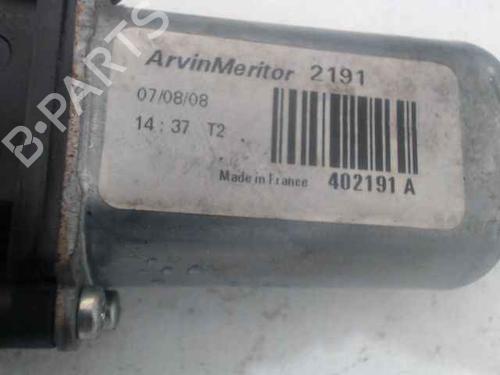 ArvinMeritor 2191
07/08/08
14:37 T2
Made in France 402191 A
B-PARTS